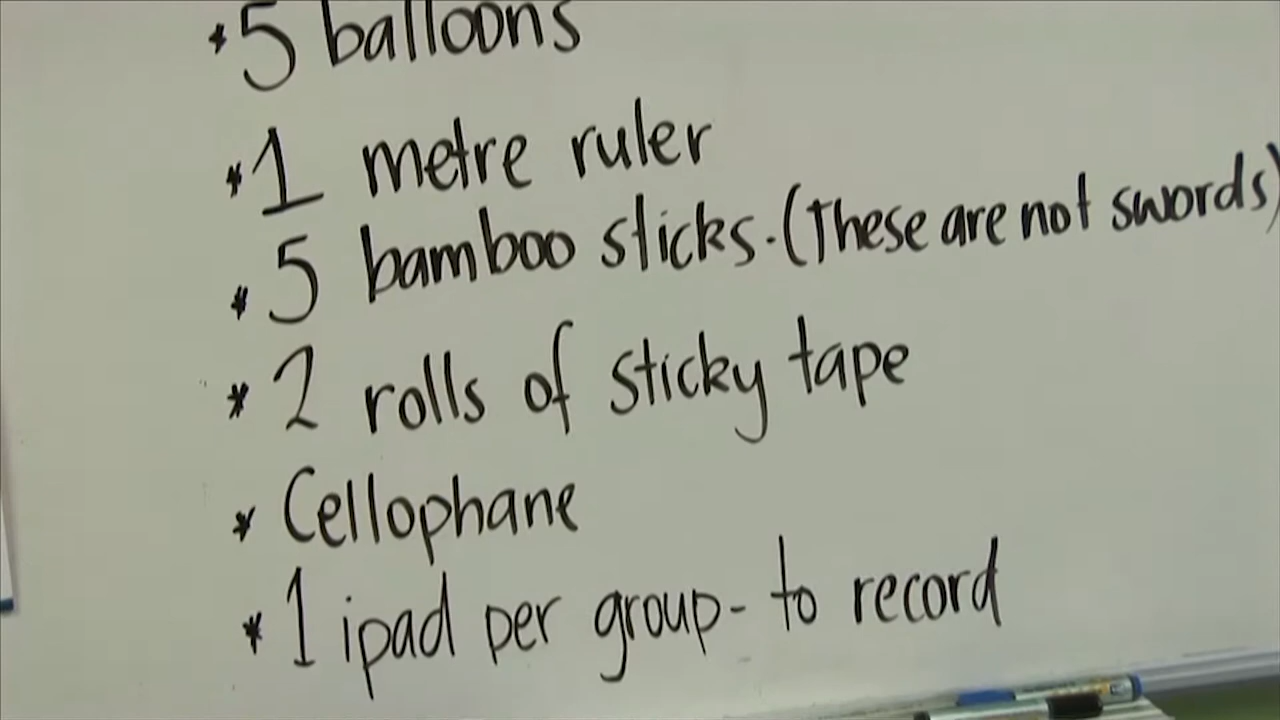 *5 balloons
*1 metre ruler
*5 bamboo sticks.(These are not swords)
*2 rolls of sticky tape
*Cellophane
*1 ipad per group- to record